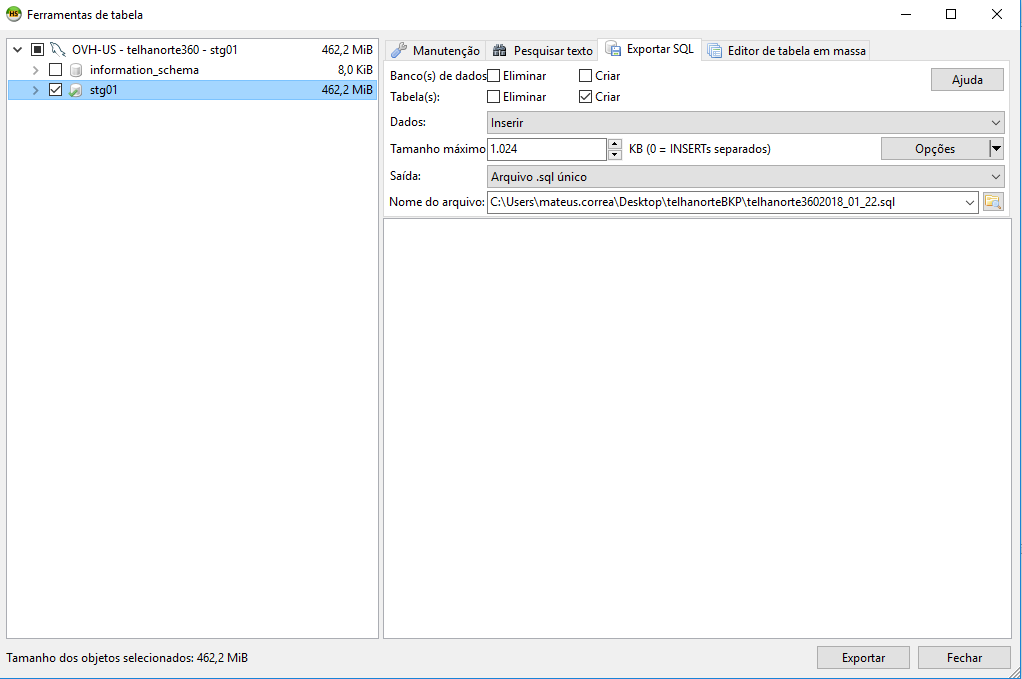 Ferramentas de tabela
OVH-US - telhanorte360 - stg01 462,2 MiB
information_schema 8,0 KiB
stg01 462,2 MiB
Manutenção Pesquisar texto Exportar SQL Editor de tabela em massa
Banco(s) de dados Eliminar Criar Ajuda
Tabela(s): Eliminar Criar
Dados: Inserir
Tamanho máximo 1.024 KB (0 = INSERTs separados) Opções
Saída: Arquivo .sql único
Nome do arquivo: C:\Users\mateus.correa\Desktop\telhanorteBKP\telhanorte3602018_01_22.sql
Tamanho dos objetos selecionados: 462,2 MiB Exportar Fechar